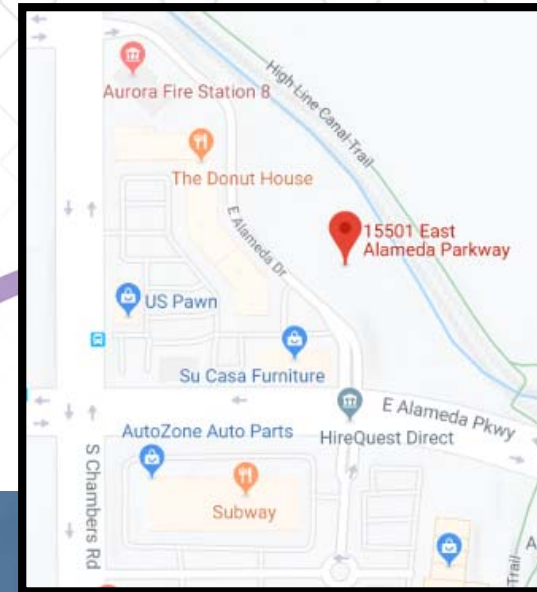 Aurora Fire Station 8
High Line Canal-Trail
The Donut House
E Alameda Dr
15501 East
Alameda Parkway
US Pawn
Su Casa Furniture
E Alameda Pkwy
AutoZone Auto Parts
HireQuest Direct
S Chambers Rd
Subway
A
Trail